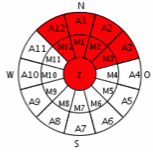 N
A12 A1 A2
A11 M12 M1 M2 A3
M11 M3
W A10 M10 Z M4 A4 O
M9 M5
A9 M8 M7 M6 A5
A8 A7 A6
S